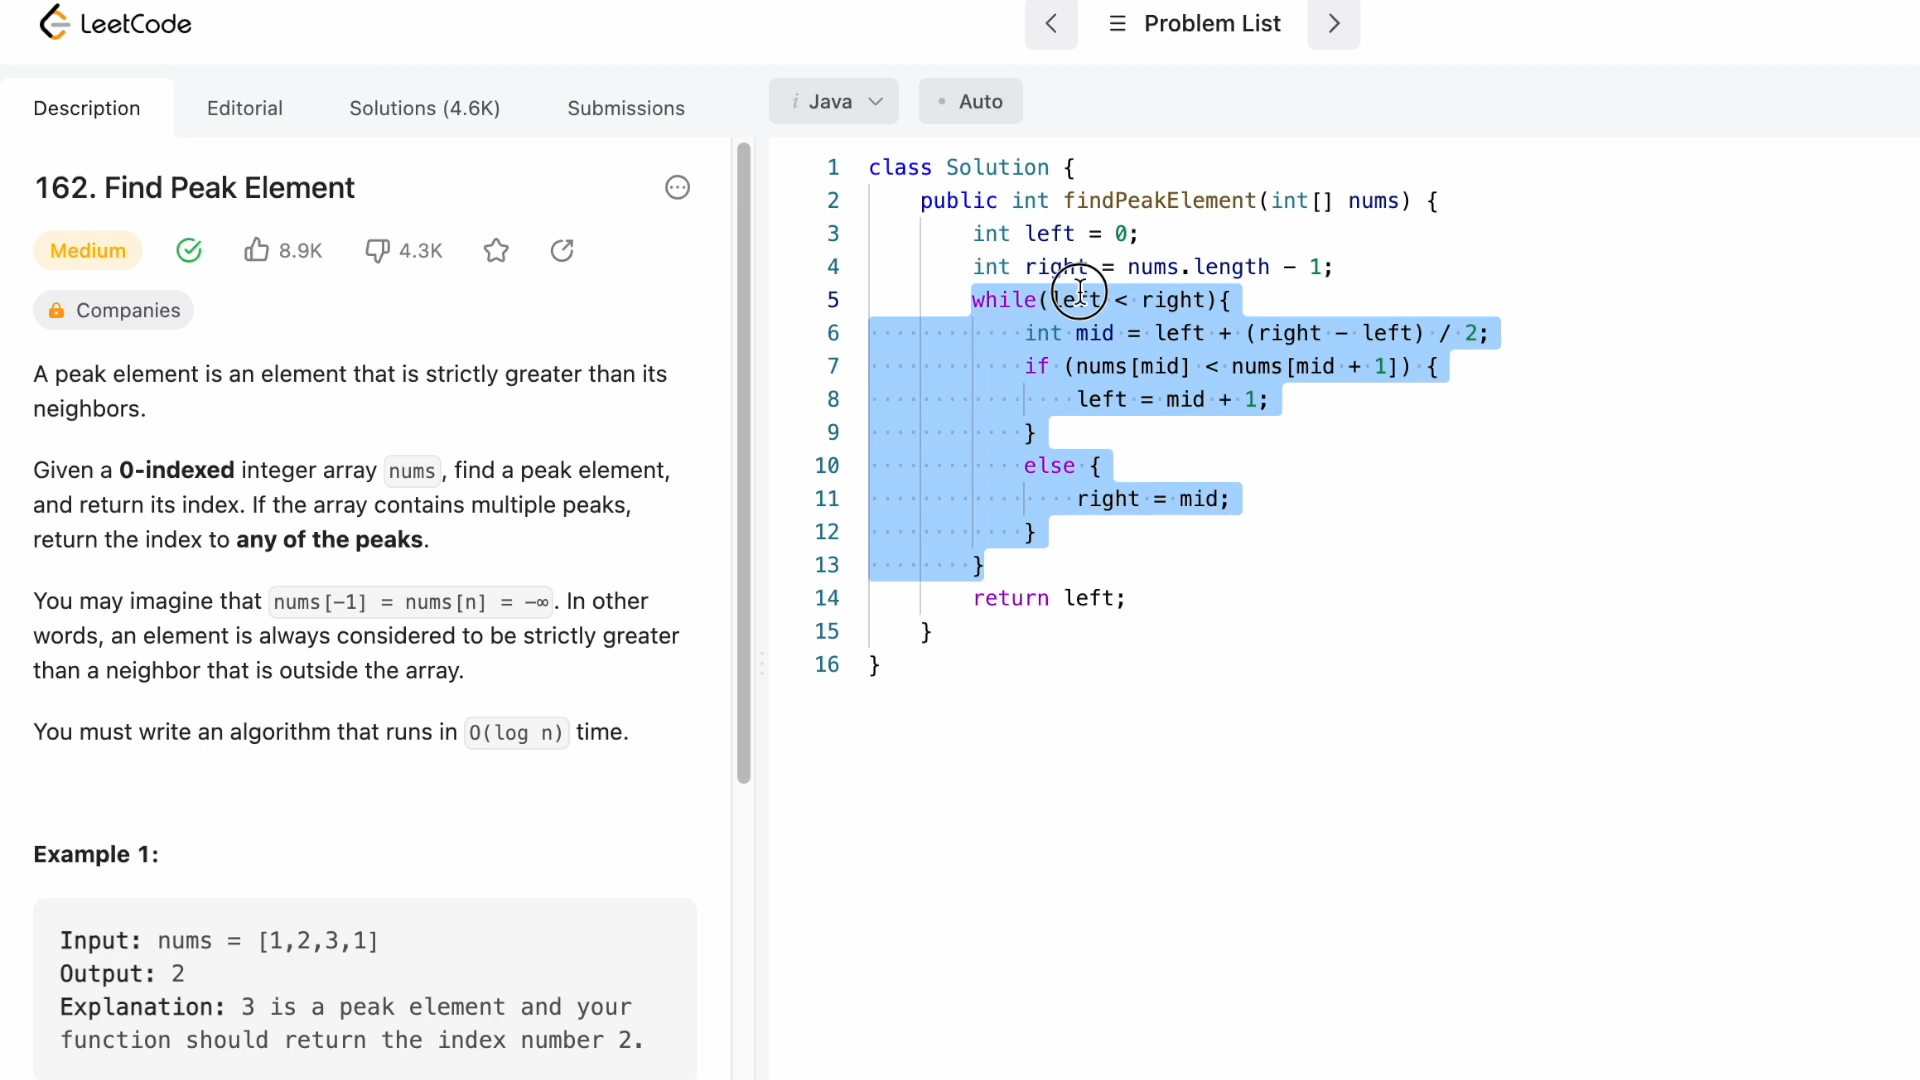 LeetCode
Problem List
Description Editorial Solutions (4.6K) Submissions
i Java • Auto
162. Find Peak Element
Medium 8.9K 4.3K
Companies
A peak element is an element that is strictly greater than its
neighbors.
Given a 0-indexed integer array nums, find a peak element,
and return its index. If the array contains multiple peaks,
return the index to any of the peaks.
You may imagine that nums[-1] = nums[n] = -∞. In other
words, an element is always considered to be strictly greater
than a neighbor that is outside the array.
You must write an algorithm that runs in O(log n) time.
Example 1:
Input: nums = [1,2,3,1]
Output: 2
Explanation: 3 is a peak element and your
function should return the index number 2.
1 class Solution {
2 public int findPeakElement(int[] nums) {
3 int left = 0;
4 int right = nums.length - 1;
5 while(left < right){
6 int mid = left + (right - left) / 2;
7 if (nums[mid] < nums[mid + 1]) {
8 left = mid + 1;
9 }
10 else {
11 right = mid;
12 }
13 }
14 return left;
15 }
16 }